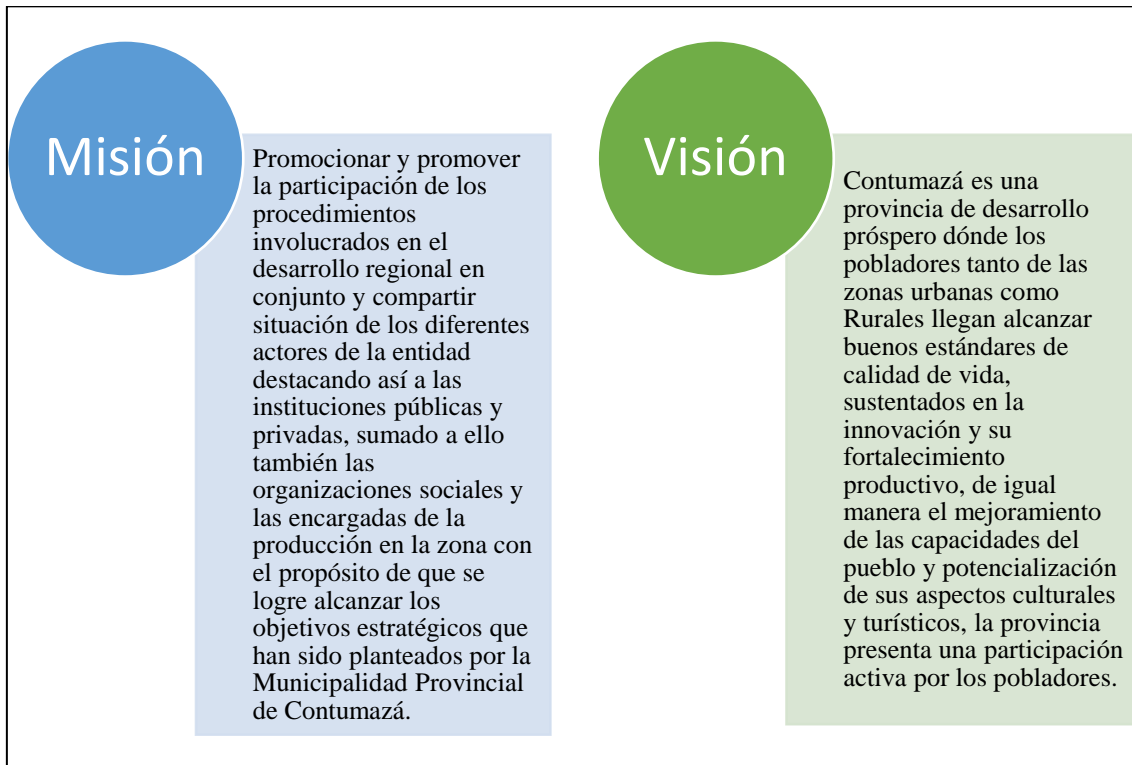 Misión
Promocionar y promover
la participación de los
procedimientos
involucrados en el
desarrollo regional en
conjunto y compartir
situación de los diferentes
actores de la entidad
destacando así a las
instituciones públicas y
privadas, sumado a ello
también las
organizaciones sociales y
las encargadas de la
producción en la zona con
el propósito de que se
logre alcanzar los
objetivos estratégicos que
han sido planteados por la
Municipalidad Provincial
de Contumazá.
Visión
Contumazá es una
provincia de desarrollo
próspero dónde los
pobladores tanto de las
zonas urbanas como
Rurales llegan alcanzar
buenos estándares de
calidad de vida,
sustentados en la
innovación y su
fortalecimiento
productivo, de igual
manera el mejoramiento
de las capacidades del
pueblo y potencialización
de sus aspectos culturales
y turísticos, la provincia
presenta una participación
activa por los pobladores.